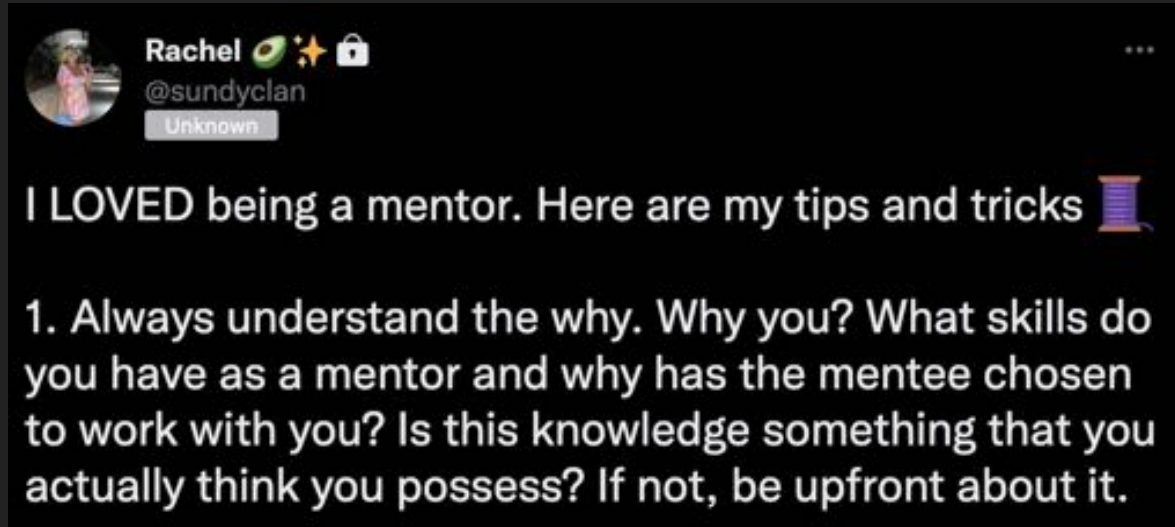 Rachel 🥑✨🔒
@sundyclan
Unknown
I LOVED being a mentor. Here are my tips and tricks 🧵
1. Always understand the why. Why you? What skills do
you have as a mentor and why has the mentee chosen
to work with you? Is this knowledge something that you
actually think you possess? If not, be upfront about it.